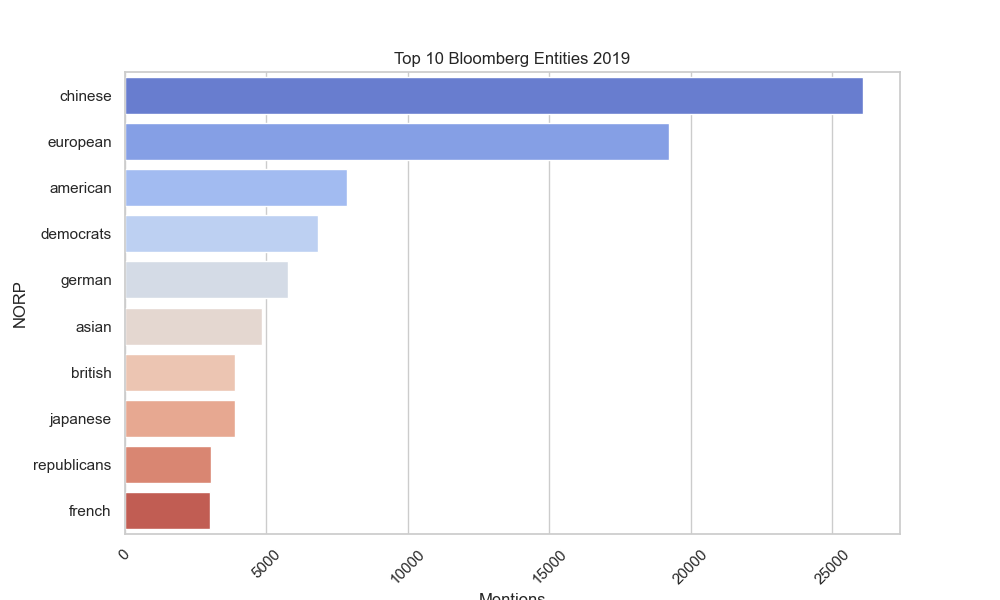 Top 10 Bloomberg Entities 2019
NORP
chinese
european
american
democrats
german
asian
british
japanese
republicans
french
0
5000
10000
15000
20000
25000
Mentions